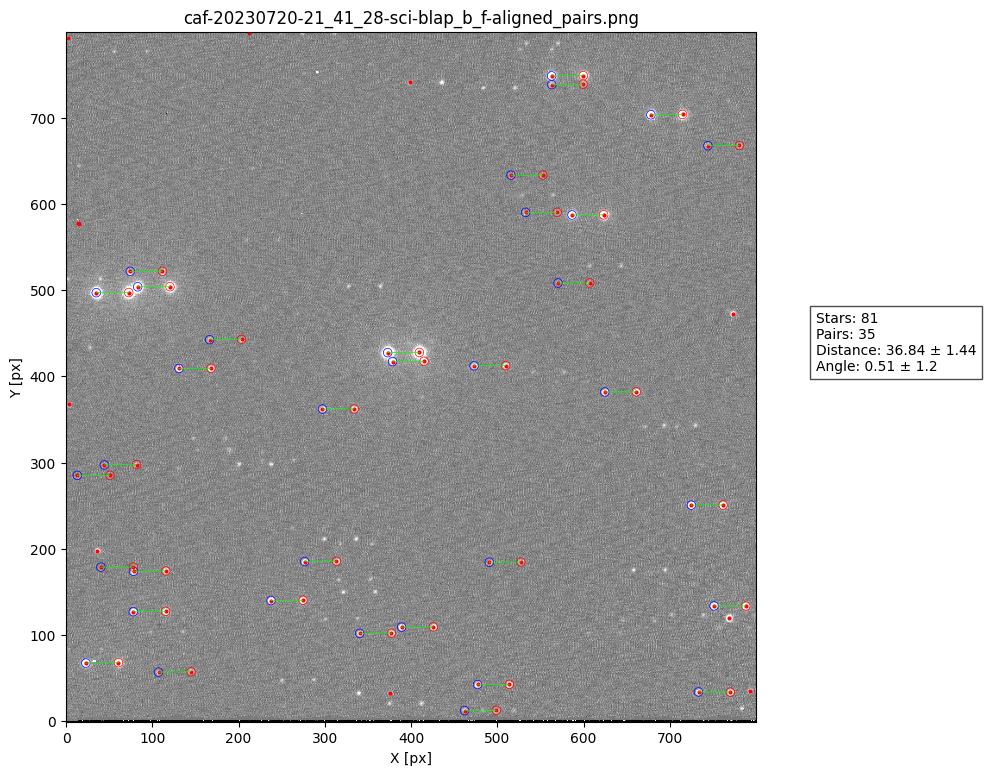 caf-20230720-21_41_28-sci-blap_b_f-aligned_pairs.png
700
600
500
400
300
200
100
0
Y [px]
Stars: 81
Pairs: 35
Distance: 36.84 ± 1.44
Angle: 0.51 ± 1.2
0 100 200 300 400 500 600 700
X [px]